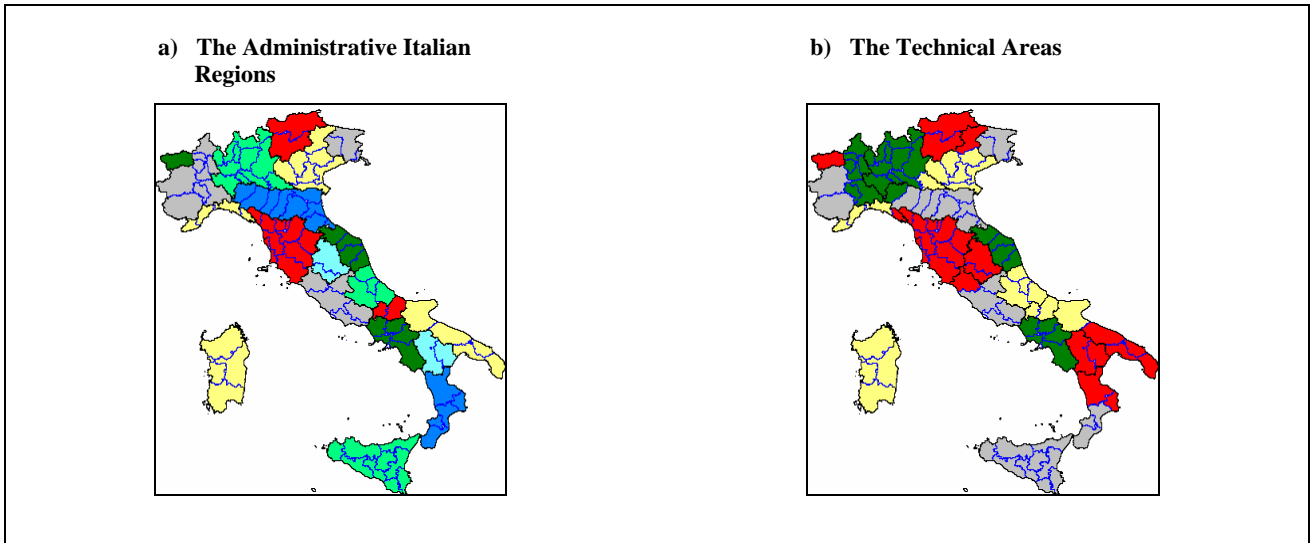 a) The Administrative Italian
Regions
b) The Technical Areas